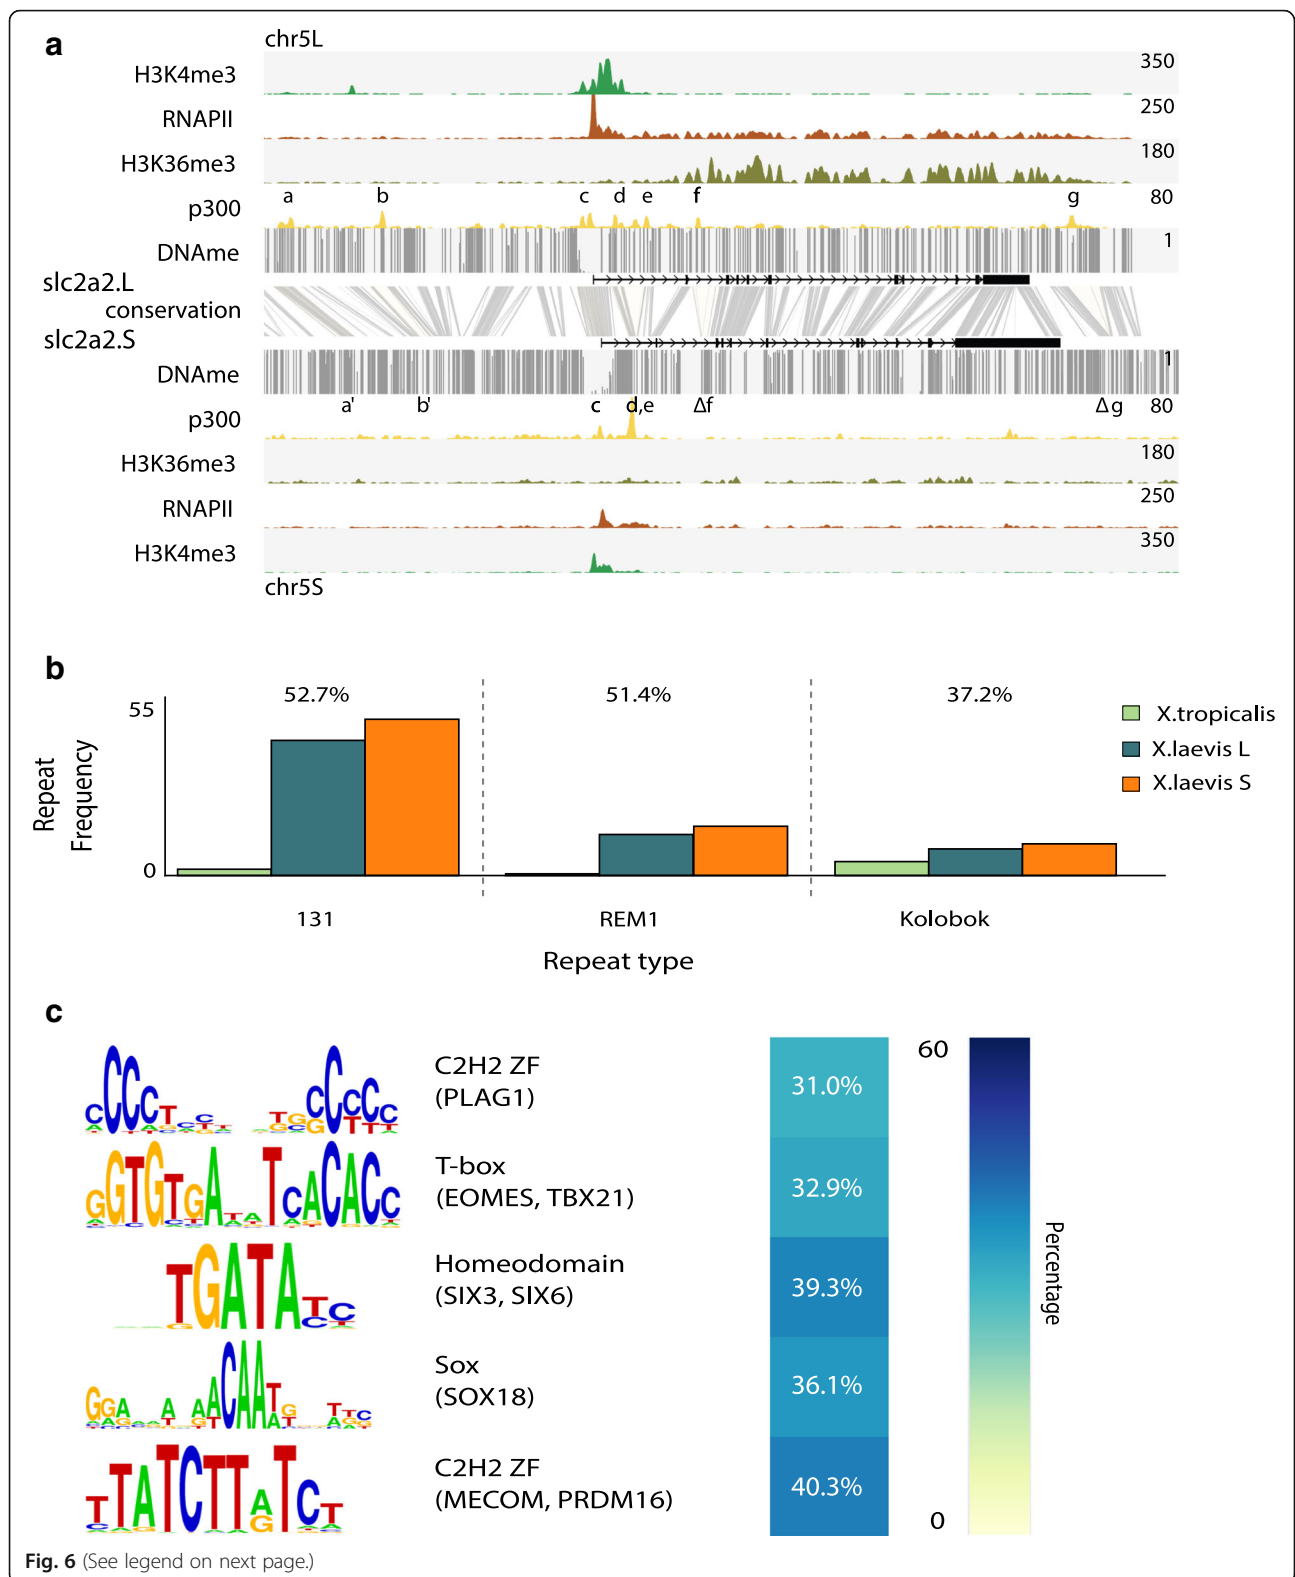 a
chr5L
H3K4me3 350
RNAPII 250
H3K36me3 180
a b c d e f g
p300 80
DNAme 1
slc2a2.L
conservation
slc2a2.S
DNAme 1
a' b' c d,e Δf Δg
p300 80
H3K36me3 180
RNAPII 250
H3K4me3 350
chr5S
b
52.7% 51.4% 37.2%
55
0
Repeat
Frequency
X.tropicalis
X.laevis L
X.laevis S
131 REM1 Kolobok
Repeat type
c
C2H2 ZF
(PLAG1)
31.0%
T-box
(EOMES, TBX21)
32.9%
Homeodomain
(SIX3, SIX6)
39.3%
Sox
(SOX18)
36.1%
C2H2 ZF
(MECOM, PRDM16)
40.3%
60
0
Percentage
Fig. 6 (See legend on next page.)